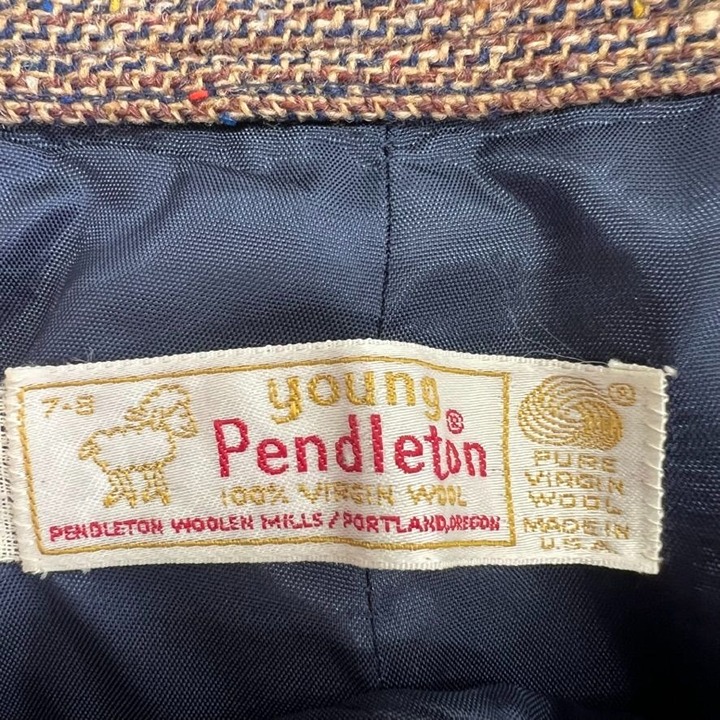 7-8
young
Pendleton®
100% VIRGIN WOOL
PENDLETON WOOLEN MILLS / PORTLAND, OREGON
®
PURE
VIRGIN
WOOL
MADE IN
U.S.A.